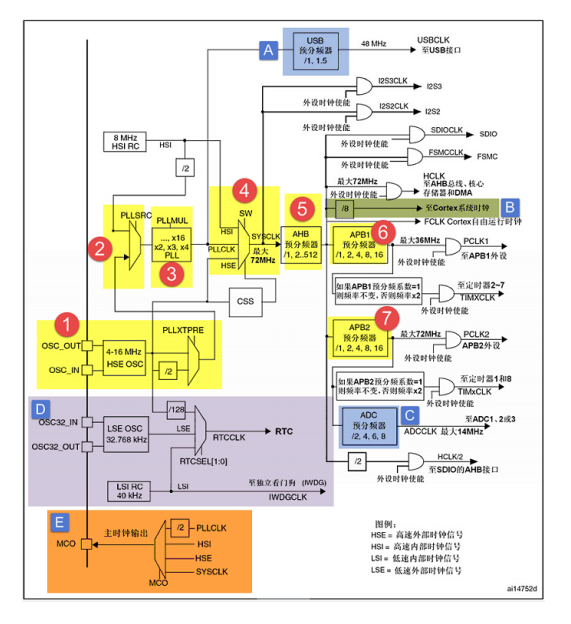 A
USB
预分频器
/1, 1.5
48 MHz
USBCLK
至USB接口
I2S3CLK
I2S3
外设时钟使能
I2S2CLK
I2S2
外设时钟使能
SDIOCLK
SDIO
外设时钟使能
FSMCCLK
FSMC
外设时钟使能
8 MHz
HSI RC
HSI
/2
HCLK
最大72MHz
至AHB总线、核心
存储器和DMA
外设时钟使能
4
SW
5
/8
至Cortex系统时钟
B
FCLK Cortex自由运行时钟
2
PLLSRC
PLLMUL
..., x16
x2, x3, x4
PLL
3
HSI
PLLCLK
HSE
SYSCLK
最大
72MHz
AHB
预分频器
/1, 2..512
APB1
预分频器
/1, 2, 4, 8, 16
6
最大36MHz
PCLK1
至APB1外设
外设时钟使能
CSS
如果APB1预分频系数=1
则频率不变，否则频率x2
至定时器2~7
TIMXCLK
外设时钟使能
1
OSC_OUT
OSC_IN
4-16 MHz
HSE OSC
PLLXTPRE
/2
7
APB2
预分频器
/1, 2, 4, 8, 16
最大72MHz
PCLK2
APB2外设
外设时钟使能
如果APB2预分频系数=1
则频率不变，否则频率x2
至定时器1和8
TIMxCLK
外设时钟使能
D
OSC32_IN
OSC32_OUT
LSE OSC
32.768 kHz
/128
LSE
RTCCLK
RTC
RTCSEL[1:0]
LSI RC
40 kHz
LSI
至独立看门狗 (IWDG)
IWDGCLK
ADC
预分频器
/2, 4, 6, 8
C
至ADC1、2或3
ADCCLK 最大14MHz
/2
HCLK/2
至SDIO的AHB接口
外设时钟使能
E
MCO
主时钟输出
/2
PLLCLK
HSI
HSE
SYSCLK
MCO
图例:
HSE = 高速外部时钟信号
HSI = 高速内部时钟信号
LSI = 低速内部时钟信号
LSE = 低速外部时钟信号
ai14752d